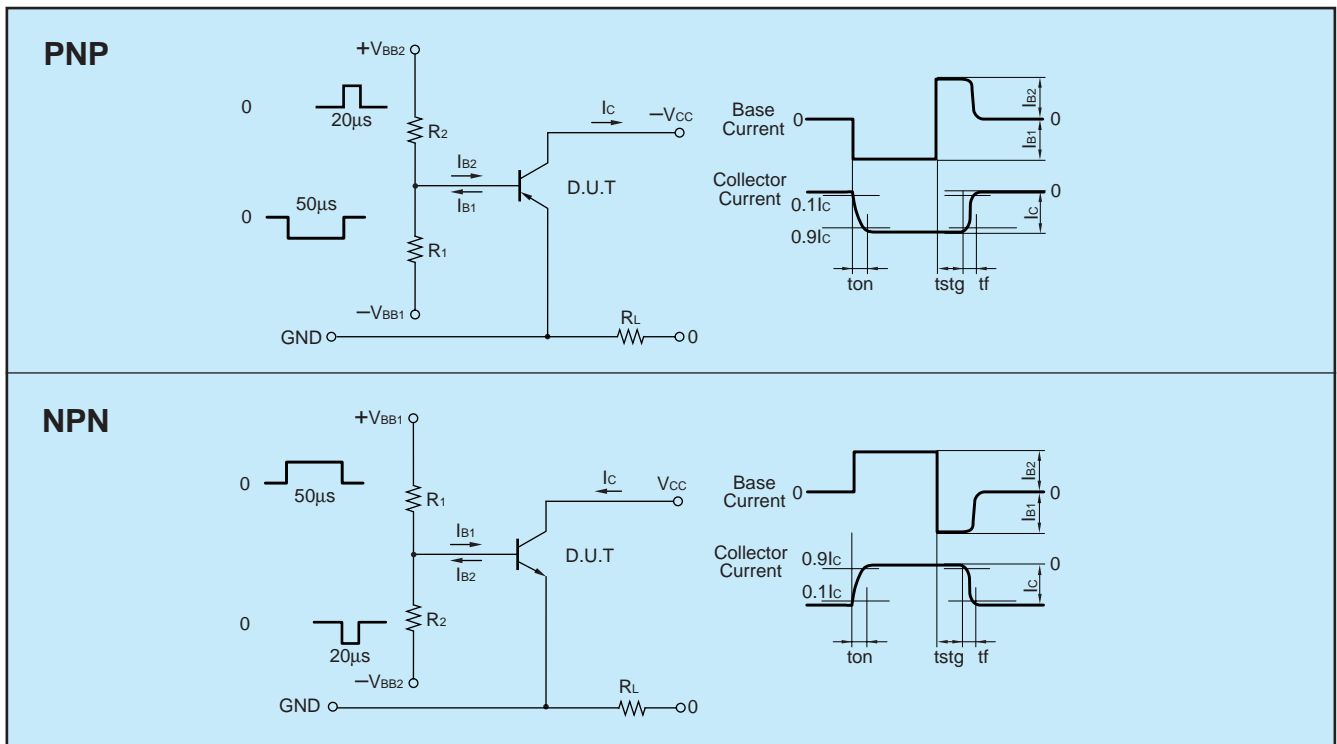 PNP
+VBB2
0
20μs
R2
IC
−VCC
IB2
IB1
D.U.T
0
50μs
R1
−VBB1
GND
RL
0
Base
Current
0
IB2
0
IB1
Collector
Current
0
0.1IC
0.9IC
IC
ton
tstg
tf
NPN
+VBB1
50μs
0
R1
IC
VCC
IB1
IB2
D.U.T
0
20μs
R2
−VBB2
GND
RL
0
Base
Current
0
IB2
0
IB1
Collector
Current
0.9IC
0
0.1IC
IC
ton
tstg
tf